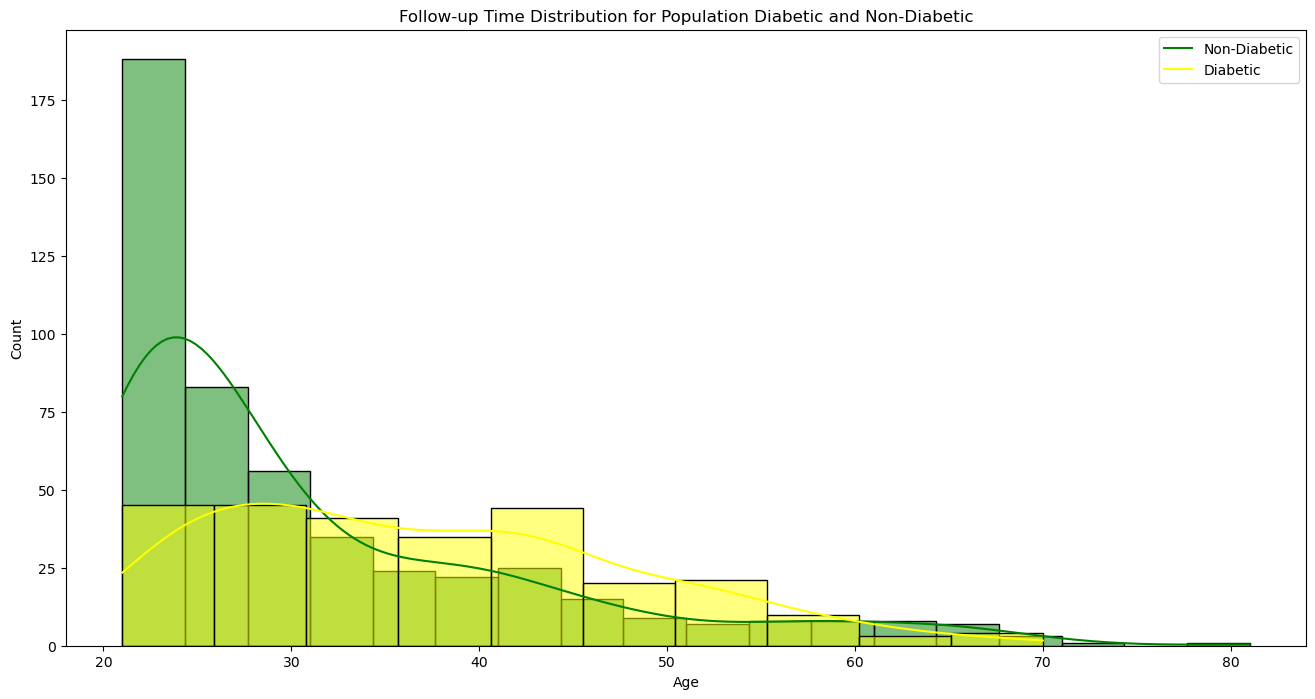 Follow-up Time Distribution for Population Diabetic and Non-Diabetic
Non-Diabetic
Diabetic
175
150
125
100
75
50
25
0
Count
20 30 40 50 60 70 80
Age